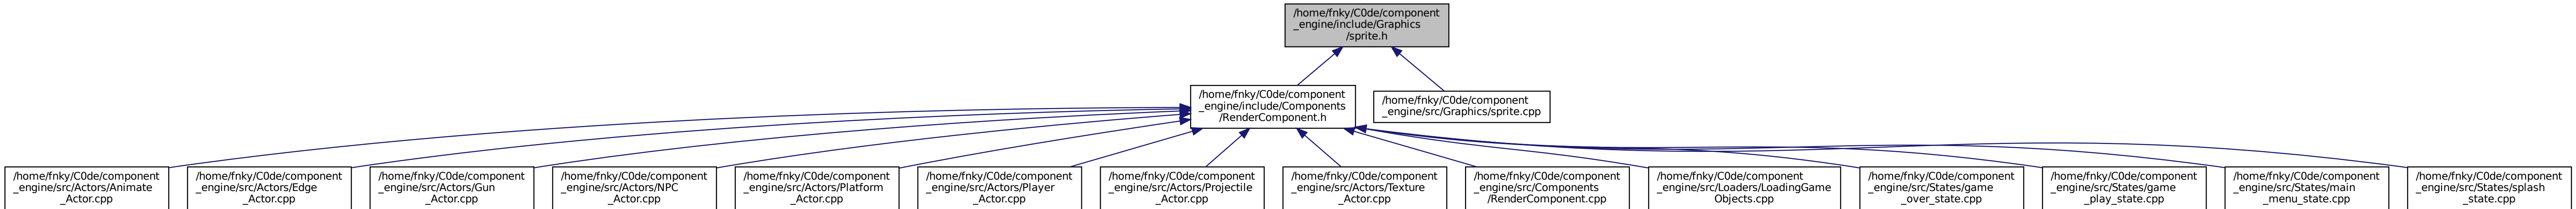 /home/fnky/C0de/component
_engine/include/Graphics
/sprite.h
/home/fnky/C0de/component
_engine/include/Components
/RenderComponent.h
/home/fnky/C0de/component
_engine/src/Graphics/sprite.cpp
/home/fnky/C0de/component
_engine/src/Actors/Animate
_Actor.cpp
/home/fnky/C0de/component
_engine/src/Actors/Edge
_Actor.cpp
/home/fnky/C0de/component
_engine/src/Actors/Gun
_Actor.cpp
/home/fnky/C0de/component
_engine/src/Actors/NPC
_Actor.cpp
/home/fnky/C0de/component
_engine/src/Actors/Platform
_Actor.cpp
/home/fnky/C0de/component
_engine/src/Actors/Player
_Actor.cpp
/home/fnky/C0de/component
_engine/src/Actors/Projectile
_Actor.cpp
/home/fnky/C0de/component
_engine/src/Actors/Texture
_Actor.cpp
/home/fnky/C0de/component
_engine/src/Components
/RenderComponent.cpp
/home/fnky/C0de/component
_engine/src/Loaders/LoadingGame
Objects.cpp
/home/fnky/C0de/component
_engine/src/States/game
_over_state.cpp
/home/fnky/C0de/component
_engine/src/States/game
_play_state.cpp
/home/fnky/C0de/component
_engine/src/States/main
_menu_state.cpp
/home/fnky/C0de/component
_engine/src/States/splash
_state.cpp